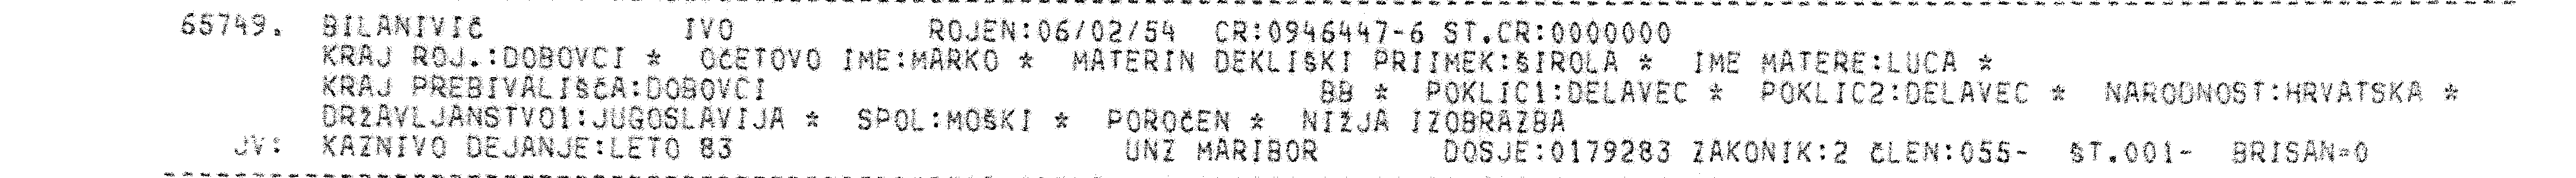 65749. BILANIVIČ IVO ROJEN:06/02/54 CR:0946447-6 ST.CR:0000000
KRAJ ROJ.:DOBOVCI * OČETOVO IME:MARKO * MATERIN DEKLIŠKI PRIIMEK:ŠIROLA * IME MATERE:LUCA *
KRAJ PREBIVALIŠČA:DOBOVCI BB * POKLIC1:DELAVEC * POKLIC2:DELAVEC * NARODNOST:HRVATSKA *
DRŽAVLJANSTVO1:JUGOSLAVIJA * SPOL:MOŠKI * POROČEN * NIŽJA IZOBRAZBA
JV: KAZNIVO DEJANJE:LETO 83 UNZ MARIBOR DOSJE:0179283 ZAKONIK:2 ČLEN:055- ŠT.001- BRISAN=0